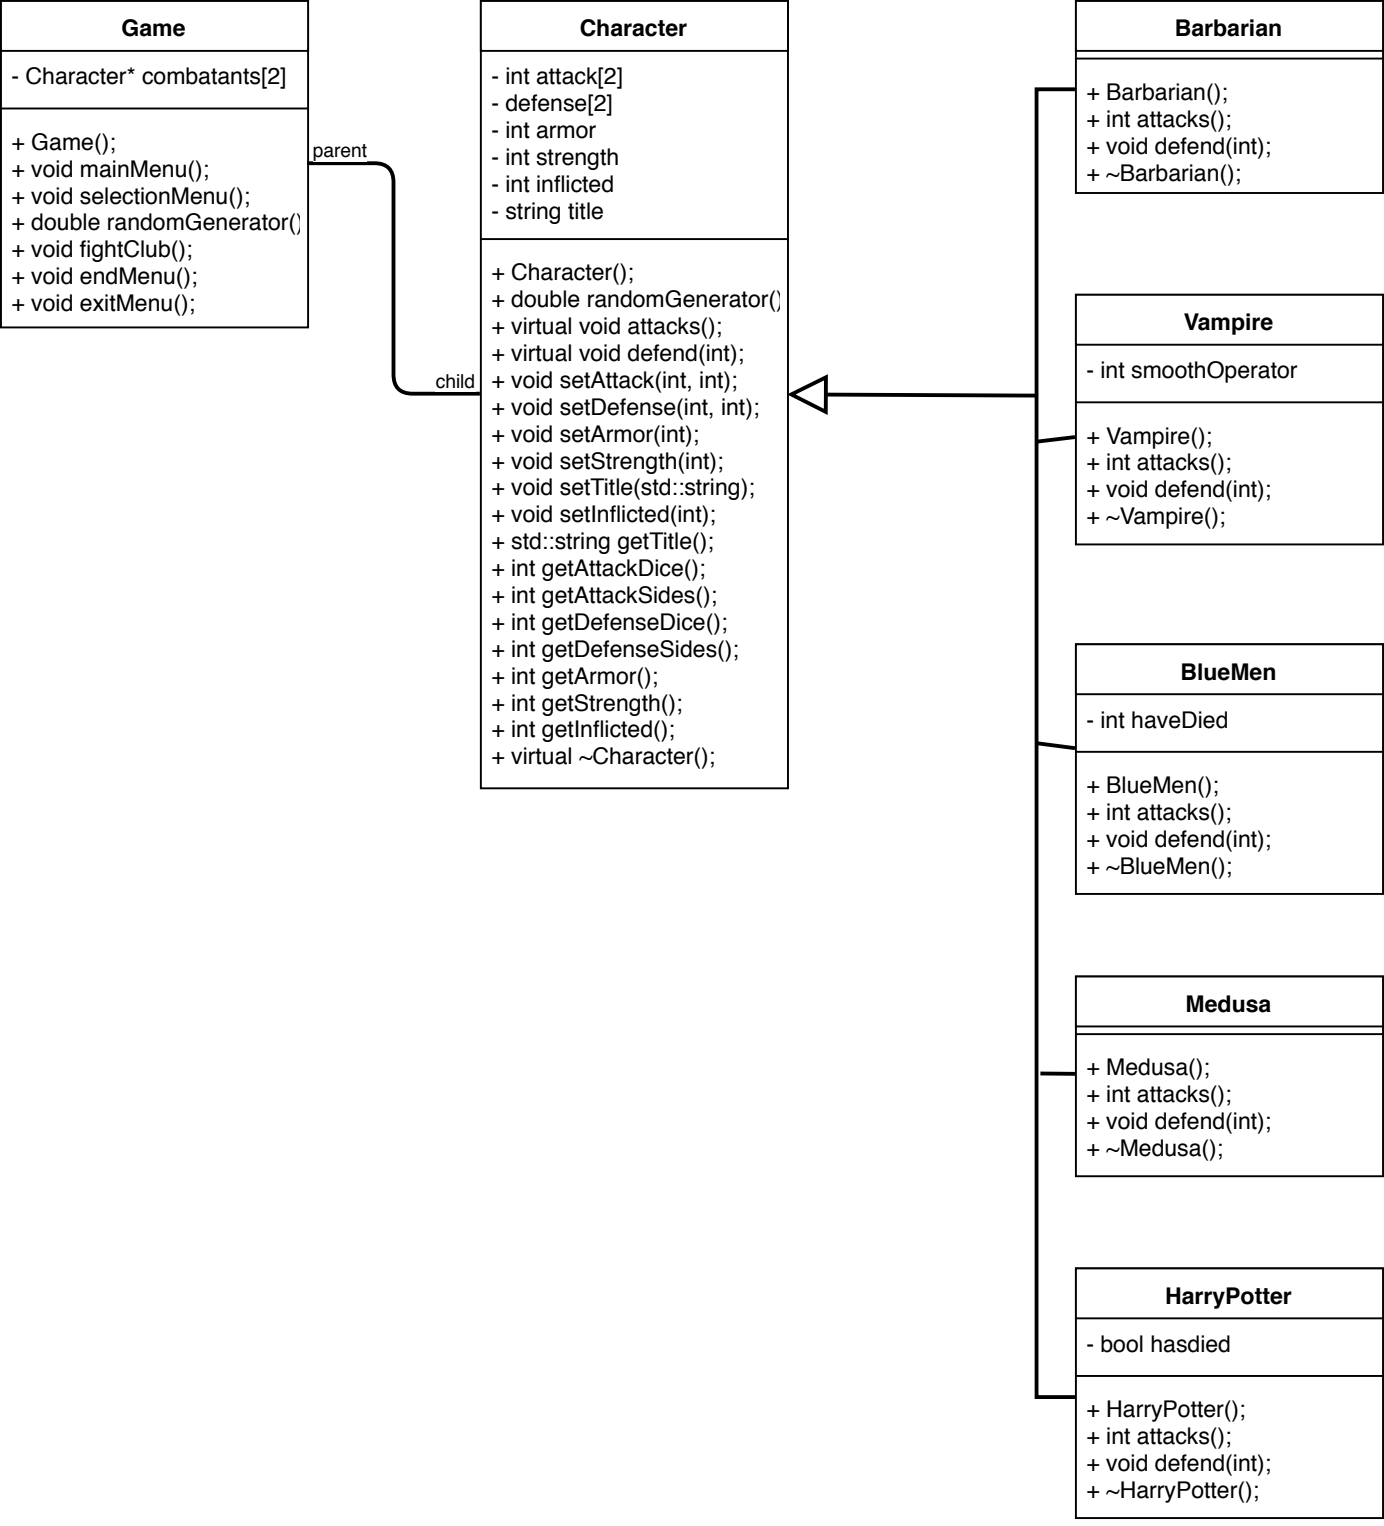 Game
- Character* combatants[2]
+ Game();
+ void mainMenu();
+ void selectionMenu();
+ double randomGenerator()
+ void fightClub();
+ void endMenu();
+ void exitMenu();
parent
child
Character
- int attack[2]
- defense[2]
- int armor
- int strength
- int inflicted
- string title
+ Character();
+ double randomGenerator()
+ virtual void attacks();
+ virtual void defend(int);
+ void setAttack(int, int);
+ void setDefense(int, int);
+ void setArmor(int);
+ void setStrength(int);
+ void setTitle(std::string);
+ void setInflicted(int);
+ std::string getTitle();
+ int getAttackDice();
+ int getAttackSides();
+ int getDefenseDice();
+ int getDefenseSides();
+ int getArmor();
+ int getStrength();
+ int getInflicted();
+ virtual ~Character();
Barbarian
+ Barbarian();
+ int attacks();
+ void defend(int);
+ ~Barbarian();
Vampire
- int smoothOperator
+ Vampire();
+ int attacks();
+ void defend(int);
+ ~Vampire();
BlueMen
- int haveDied
+ BlueMen();
+ int attacks();
+ void defend(int);
+ ~BlueMen();
Medusa
+ Medusa();
+ int attacks();
+ void defend(int);
+ ~Medusa();
HarryPotter
- bool hasdied
+ HarryPotter();
+ int attacks();
+ void defend(int);
+ ~HarryPotter();